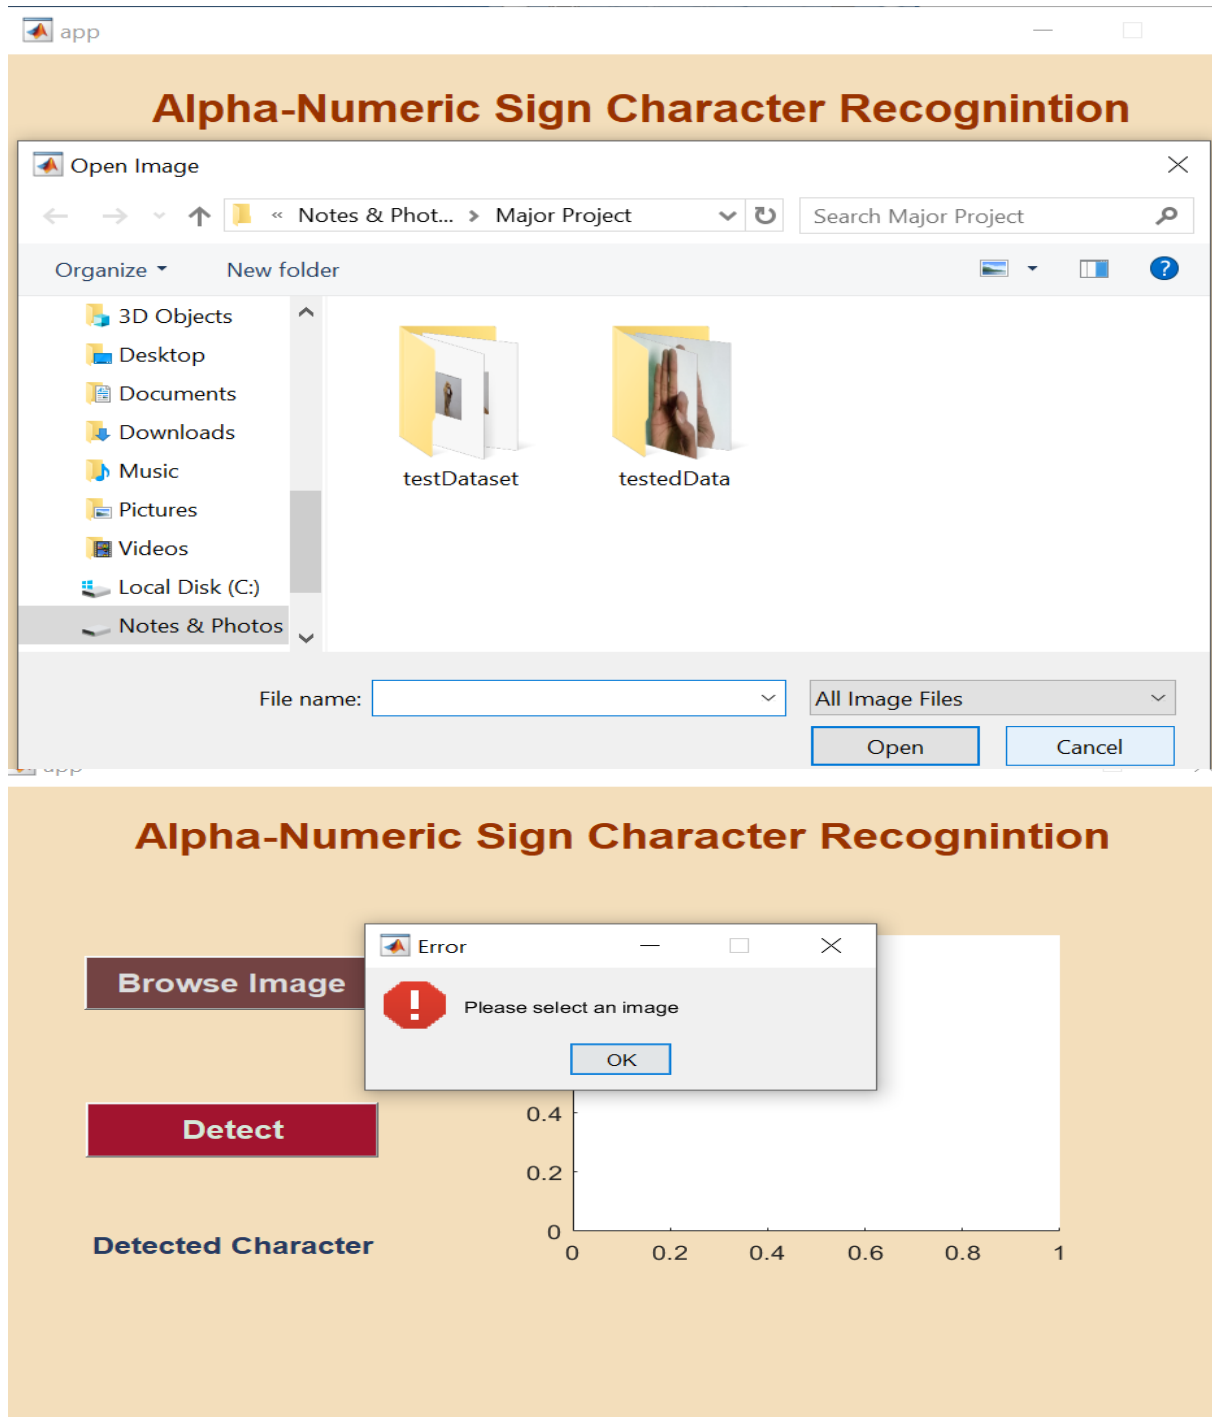 app
Alpha-Numeric Sign Character Recognintion
Open Image
« Notes & Phot... > Major Project
Search Major Project
Organize
New folder
?
3D Objects
Desktop
Documents
Downloads
Music
Pictures
Videos
Local Disk (C:)
Notes & Photos
testDataset
testedData
File name:
All Image Files
Open
Cancel
app
Alpha-Numeric Sign Character Recognintion
Browse Image
Error
Please select an image
OK
Detect
0.4
0.2
0
0 0.2 0.4 0.6 0.8 1
Detected Character